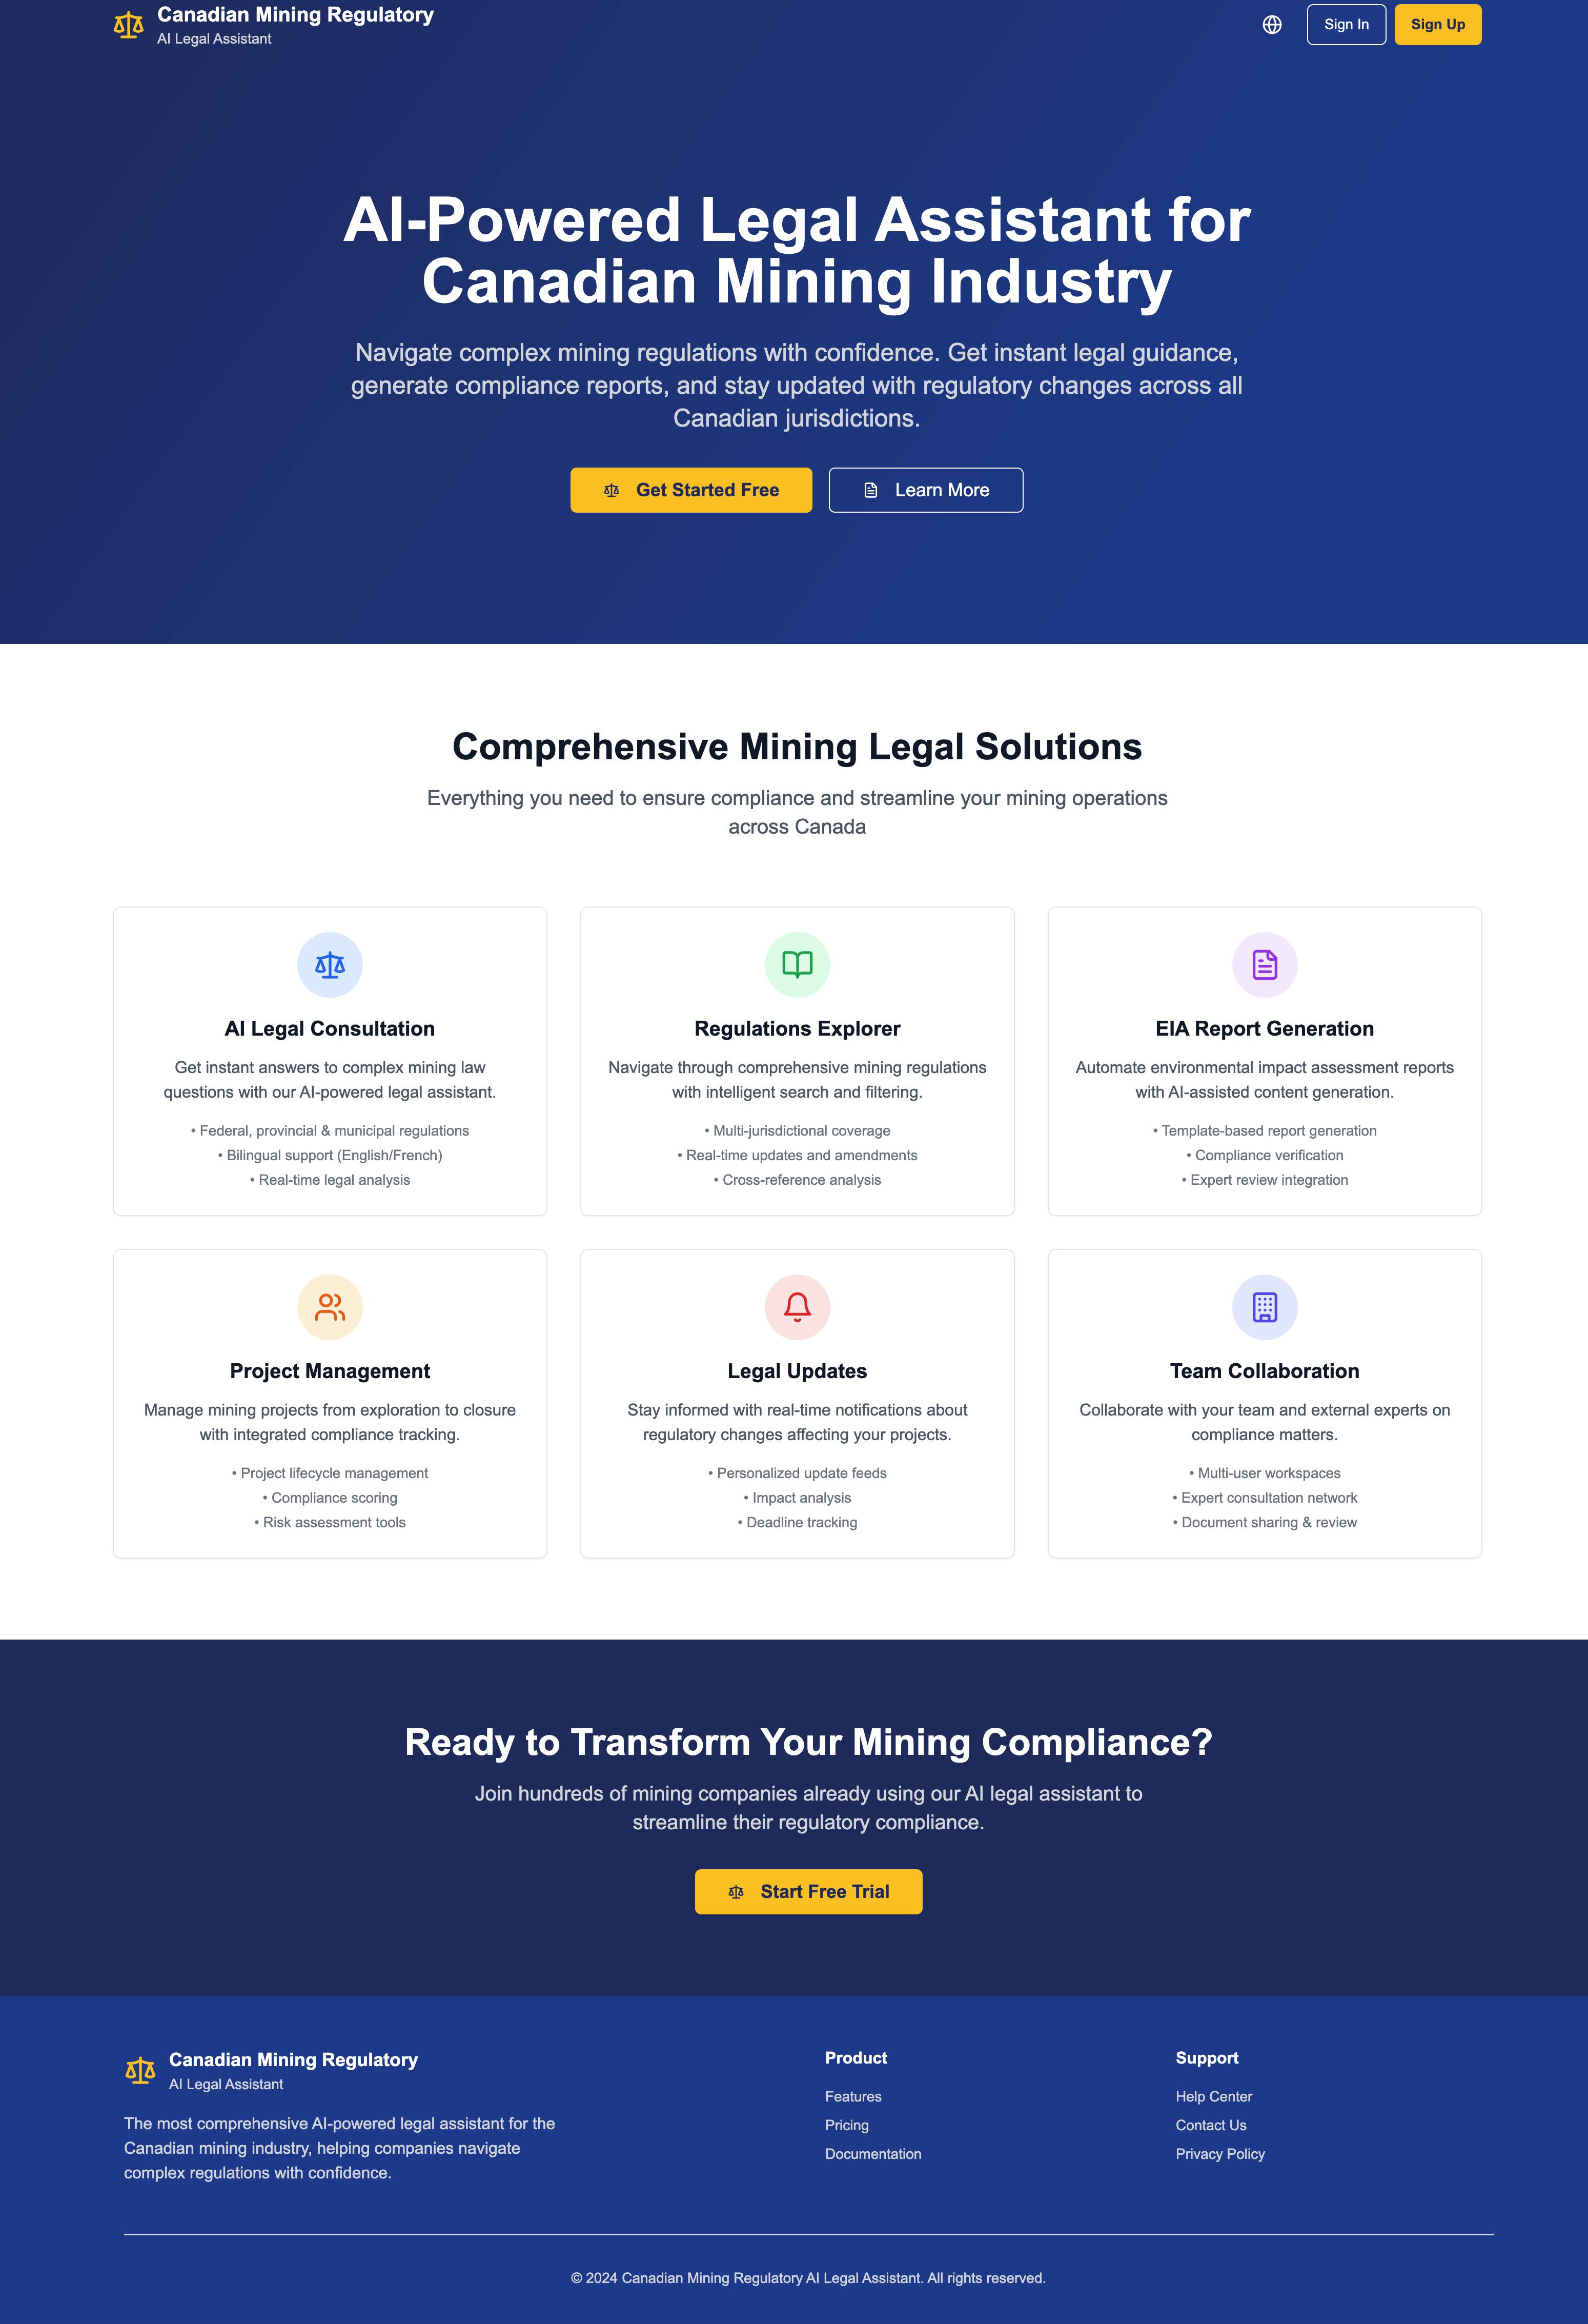 Canadian Mining Regulatory
AI Legal Assistant
Sign In
Sign Up
AI-Powered Legal Assistant for
Canadian Mining Industry
Navigate complex mining regulations with confidence. Get instant legal guidance,
generate compliance reports, and stay updated with regulatory changes across all
Canadian jurisdictions.
Get Started Free
Learn More
Comprehensive Mining Legal Solutions
Everything you need to ensure compliance and streamline your mining operations
across Canada
AI Legal Consultation
Get instant answers to complex mining law
questions with our AI-powered legal assistant.
• Federal, provincial & municipal regulations
• Bilingual support (English/French)
• Real-time legal analysis
Regulations Explorer
Navigate through comprehensive mining regulations
with intelligent search and filtering.
• Multi-jurisdictional coverage
• Real-time updates and amendments
• Cross-reference analysis
EIA Report Generation
Automate environmental impact assessment reports
with AI-assisted content generation.
• Template-based report generation
• Compliance verification
• Expert review integration
Project Management
Manage mining projects from exploration to closure
with integrated compliance tracking.
• Project lifecycle management
• Compliance scoring
• Risk assessment tools
Legal Updates
Stay informed with real-time notifications about
regulatory changes affecting your projects.
• Personalized update feeds
• Impact analysis
• Deadline tracking
Team Collaboration
Collaborate with your team and external experts on
compliance matters.
• Multi-user workspaces
• Expert consultation network
• Document sharing & review
Ready to Transform Your Mining Compliance?
Join hundreds of mining companies already using our AI legal assistant to
streamline their regulatory compliance.
Start Free Trial
Canadian Mining Regulatory
AI Legal Assistant
The most comprehensive AI-powered legal assistant for the
Canadian mining industry, helping companies navigate
complex regulations with confidence.
Product
Features
Pricing
Documentation
Support
Help Center
Contact Us
Privacy Policy
© 2024 Canadian Mining Regulatory AI Legal Assistant. All rights reserved.